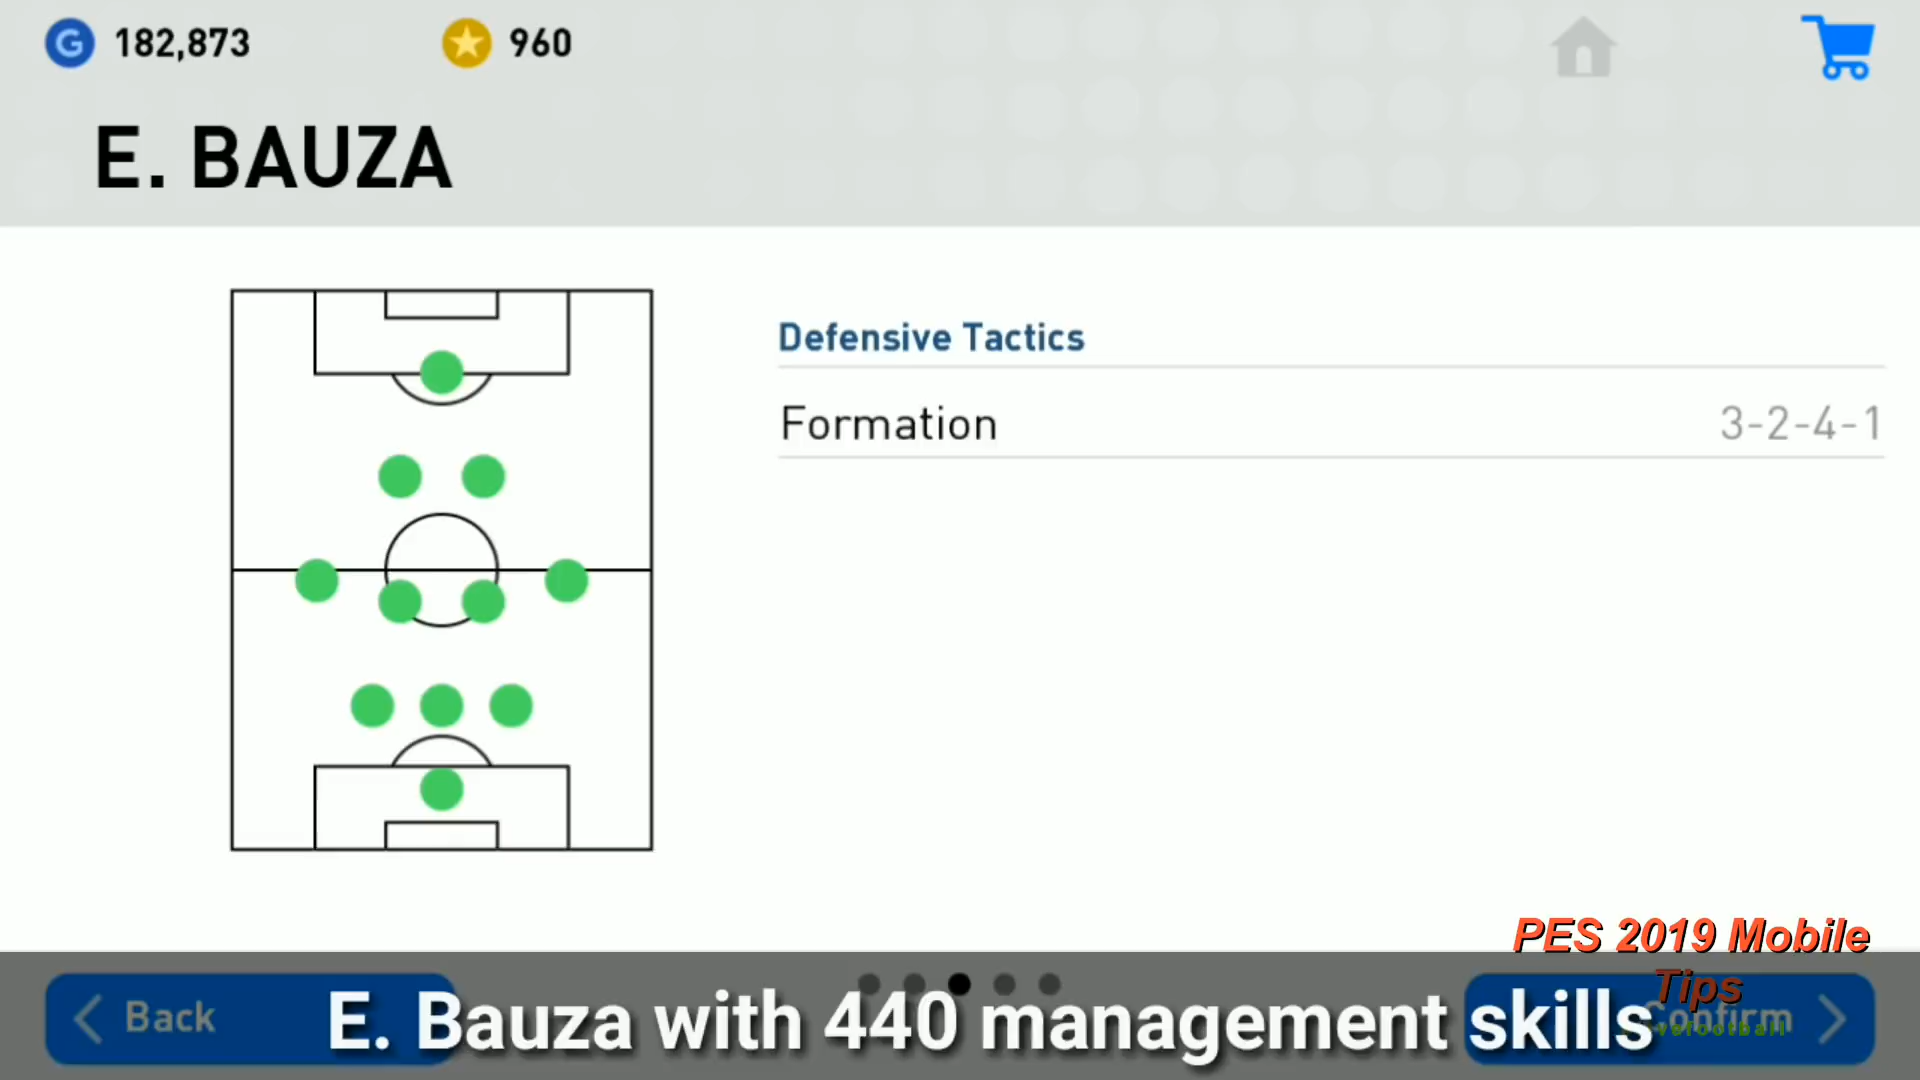 G 182,873
960
E. BAUZA
Defensive Tactics
Formation
3-2-4-1
PES 2019 Mobile
Tips
Back
E. Bauza with 440 management skills
Confirm